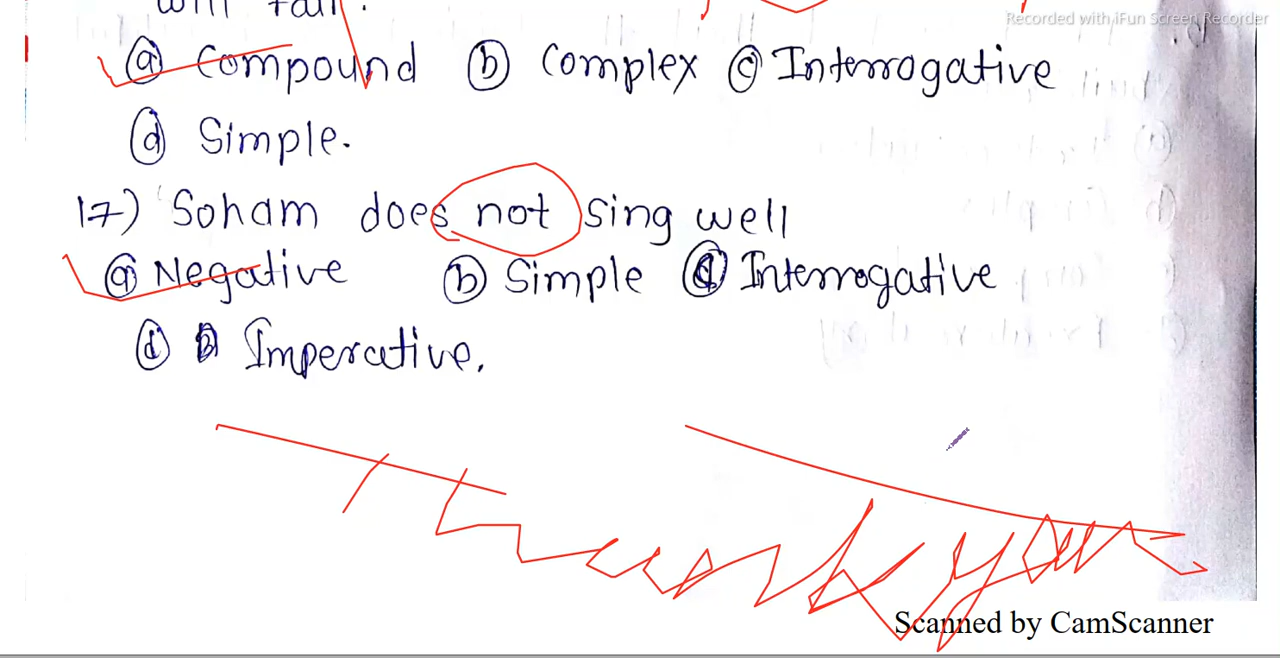 will fail.
Recorded with iFun Screen Recorder
ⓐ Compound ⓑ Complex ⓒ Interrogative
ⓓ Simple.
17) Soham does not sing well
ⓐ Negative ⓑ Simple ⓒ Interrogative
ⓓ Imperative.
Thank you
Scanned by CamScanner